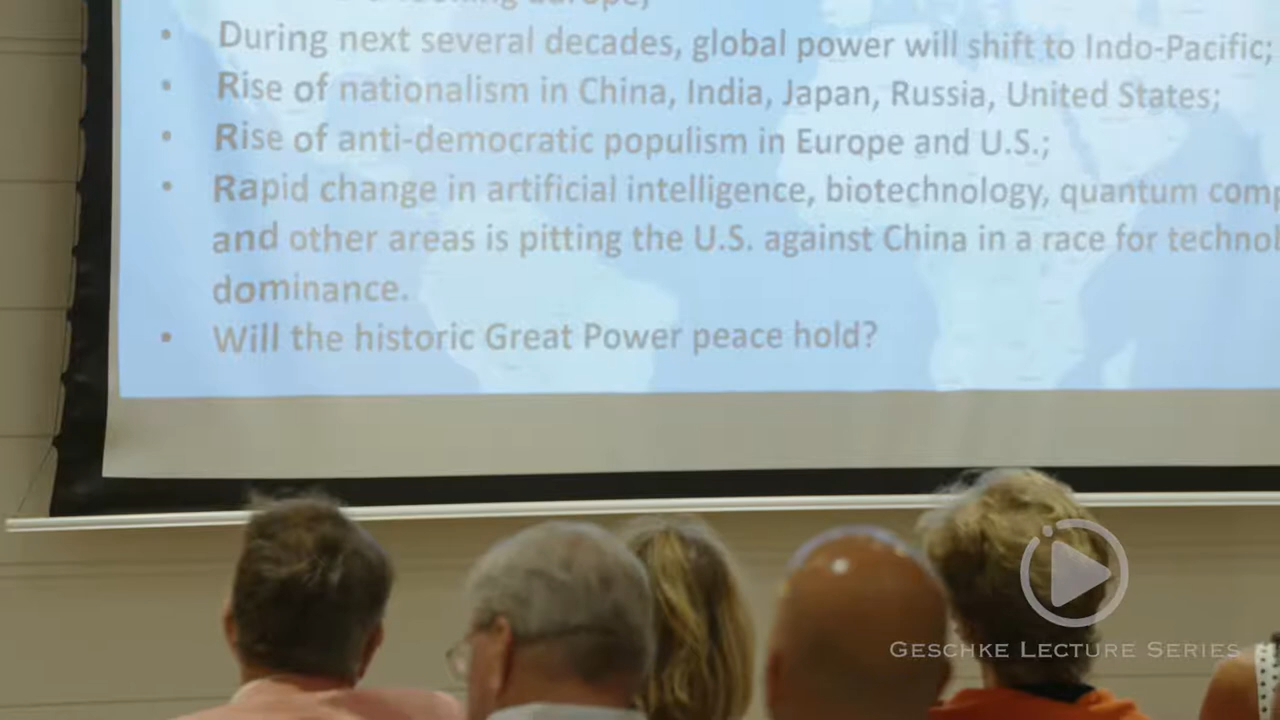 • During next several decades, global power will shift to Indo-Pacific;
• Rise of nationalism in China, India, Japan, Russia, United States;
• Rise of anti-democratic populism in Europe and U.S.;
• Rapid change in artificial intelligence, biotechnology, quantum
and other areas is pitting the U.S. against China in a race for
dominance.
• Will the historic Great Power peace hold?
GESCHKE LECTURE SERIES